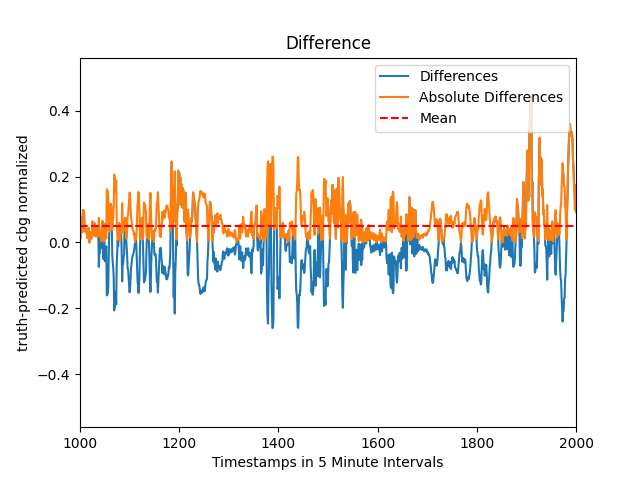 Difference
Differences
Absolute Differences
Mean
truth-predicted cbg normalized
0.4
0.2
0.0
−0.2
−0.4
1000 1200 1400 1600 1800 2000
Timestamps in 5 Minute Intervals